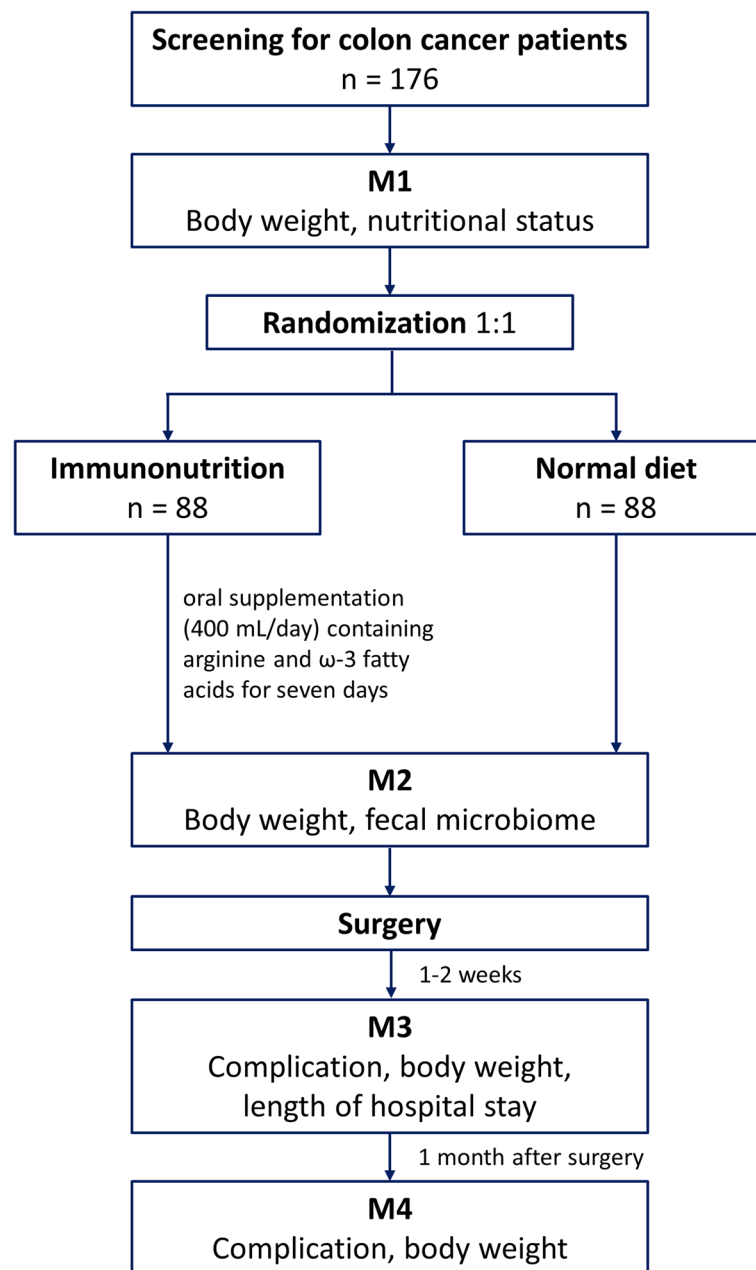 Screening for colon cancer patients
n = 176
M1
Body weight, nutritional status
Randomization 1:1
Immunonutrition
n = 88
Normal diet
n = 88
oral supplementation
(400 mL/day) containing
arginine and ω-3 fatty
acids for seven days
M2
Body weight, fecal microbiome
Surgery
1-2 weeks
M3
Complication, body weight,
length of hospital stay
1 month after surgery
M4
Complication, body weight